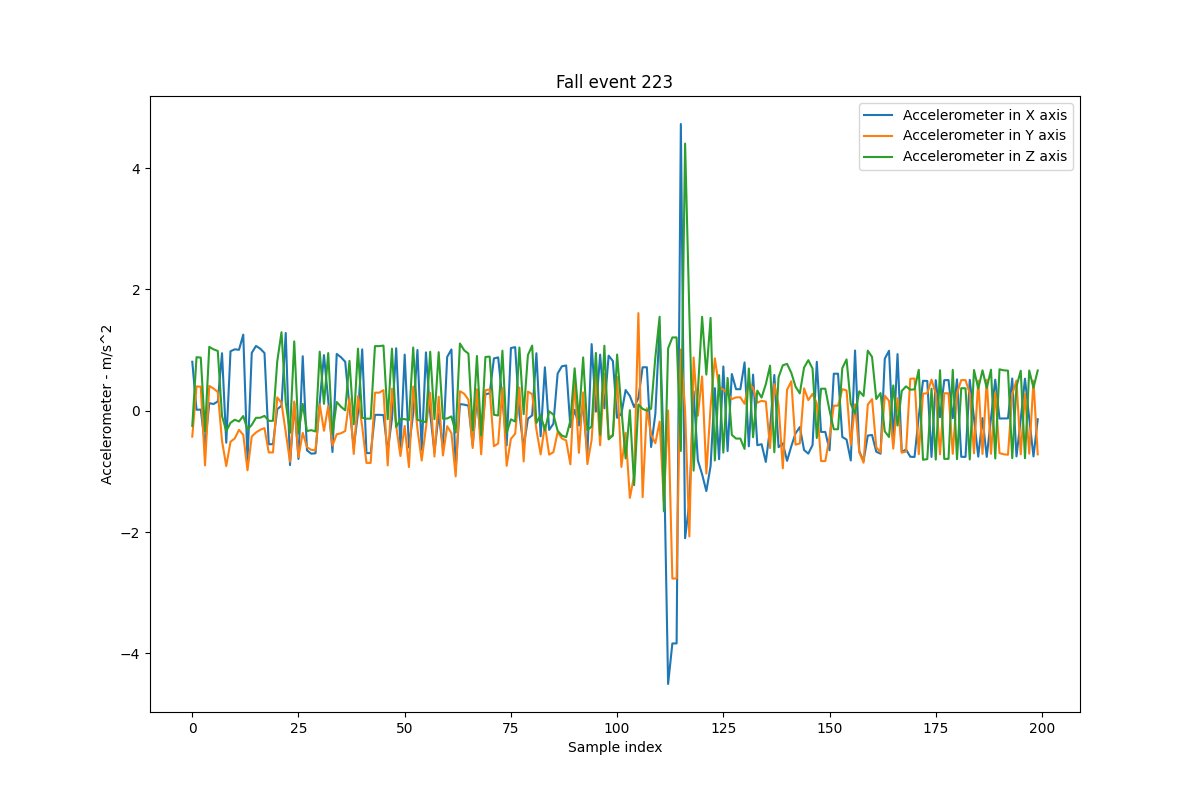 Fall event 223
Accelerometer in X axis
Accelerometer in Y axis
Accelerometer in Z axis
Accelerometer - m/s^2
4
2
0
−2
−4
0
25
50
75
100
125
150
175
200
Sample index